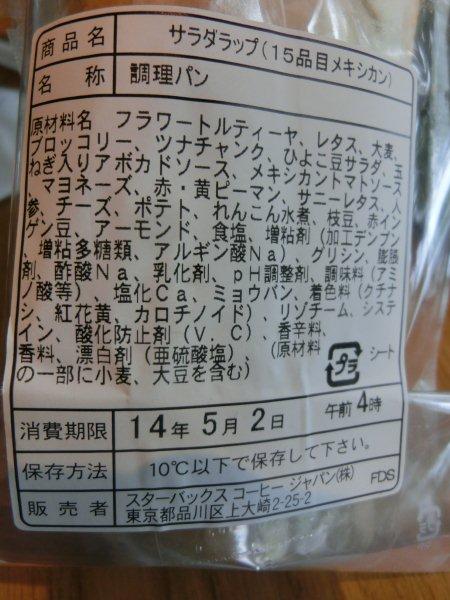 商品名 サラダラップ(15品目メキシカン)
名称 調理パン
原材料名 フラワートルティーヤ、レタス、大麦、
ブロッコリー、ツナチャンク、ひよこ豆サラダ、玉
ねぎ入りアボカドソース、メキシカントマトソース
、マヨネーズ、赤・黄ピーマン、サニーレタス、人
参、チーズ、ポテト、れんこん水煮、枝豆、赤イン
ゲン豆、アーモンド、食塩、増粘剤(加工デンプン
、増粘多糖類、アルギン酸Na)、グリシン、膨脹
剤、酢酸Na、乳化剤、pH調整剤、調味料(アミ
ノ酸等)、塩化Ca、ミョウバン、着色料(クチナ
シ、紅花黄、カロチノイド)、リゾチーム、システ
イン、酸化防止剤(V.C)、香辛料、
香料、漂白剤(亜硫酸塩)、(原材料
の一部に小麦、大豆を含む)
プラ シート
消費期限 14年 5月 2日 午前 4時
保存方法 10℃以下で保存して下さい。
販売者 スターバックス コーヒー ジャパン(株)
東京都品川区上大崎2-25-2
FDS